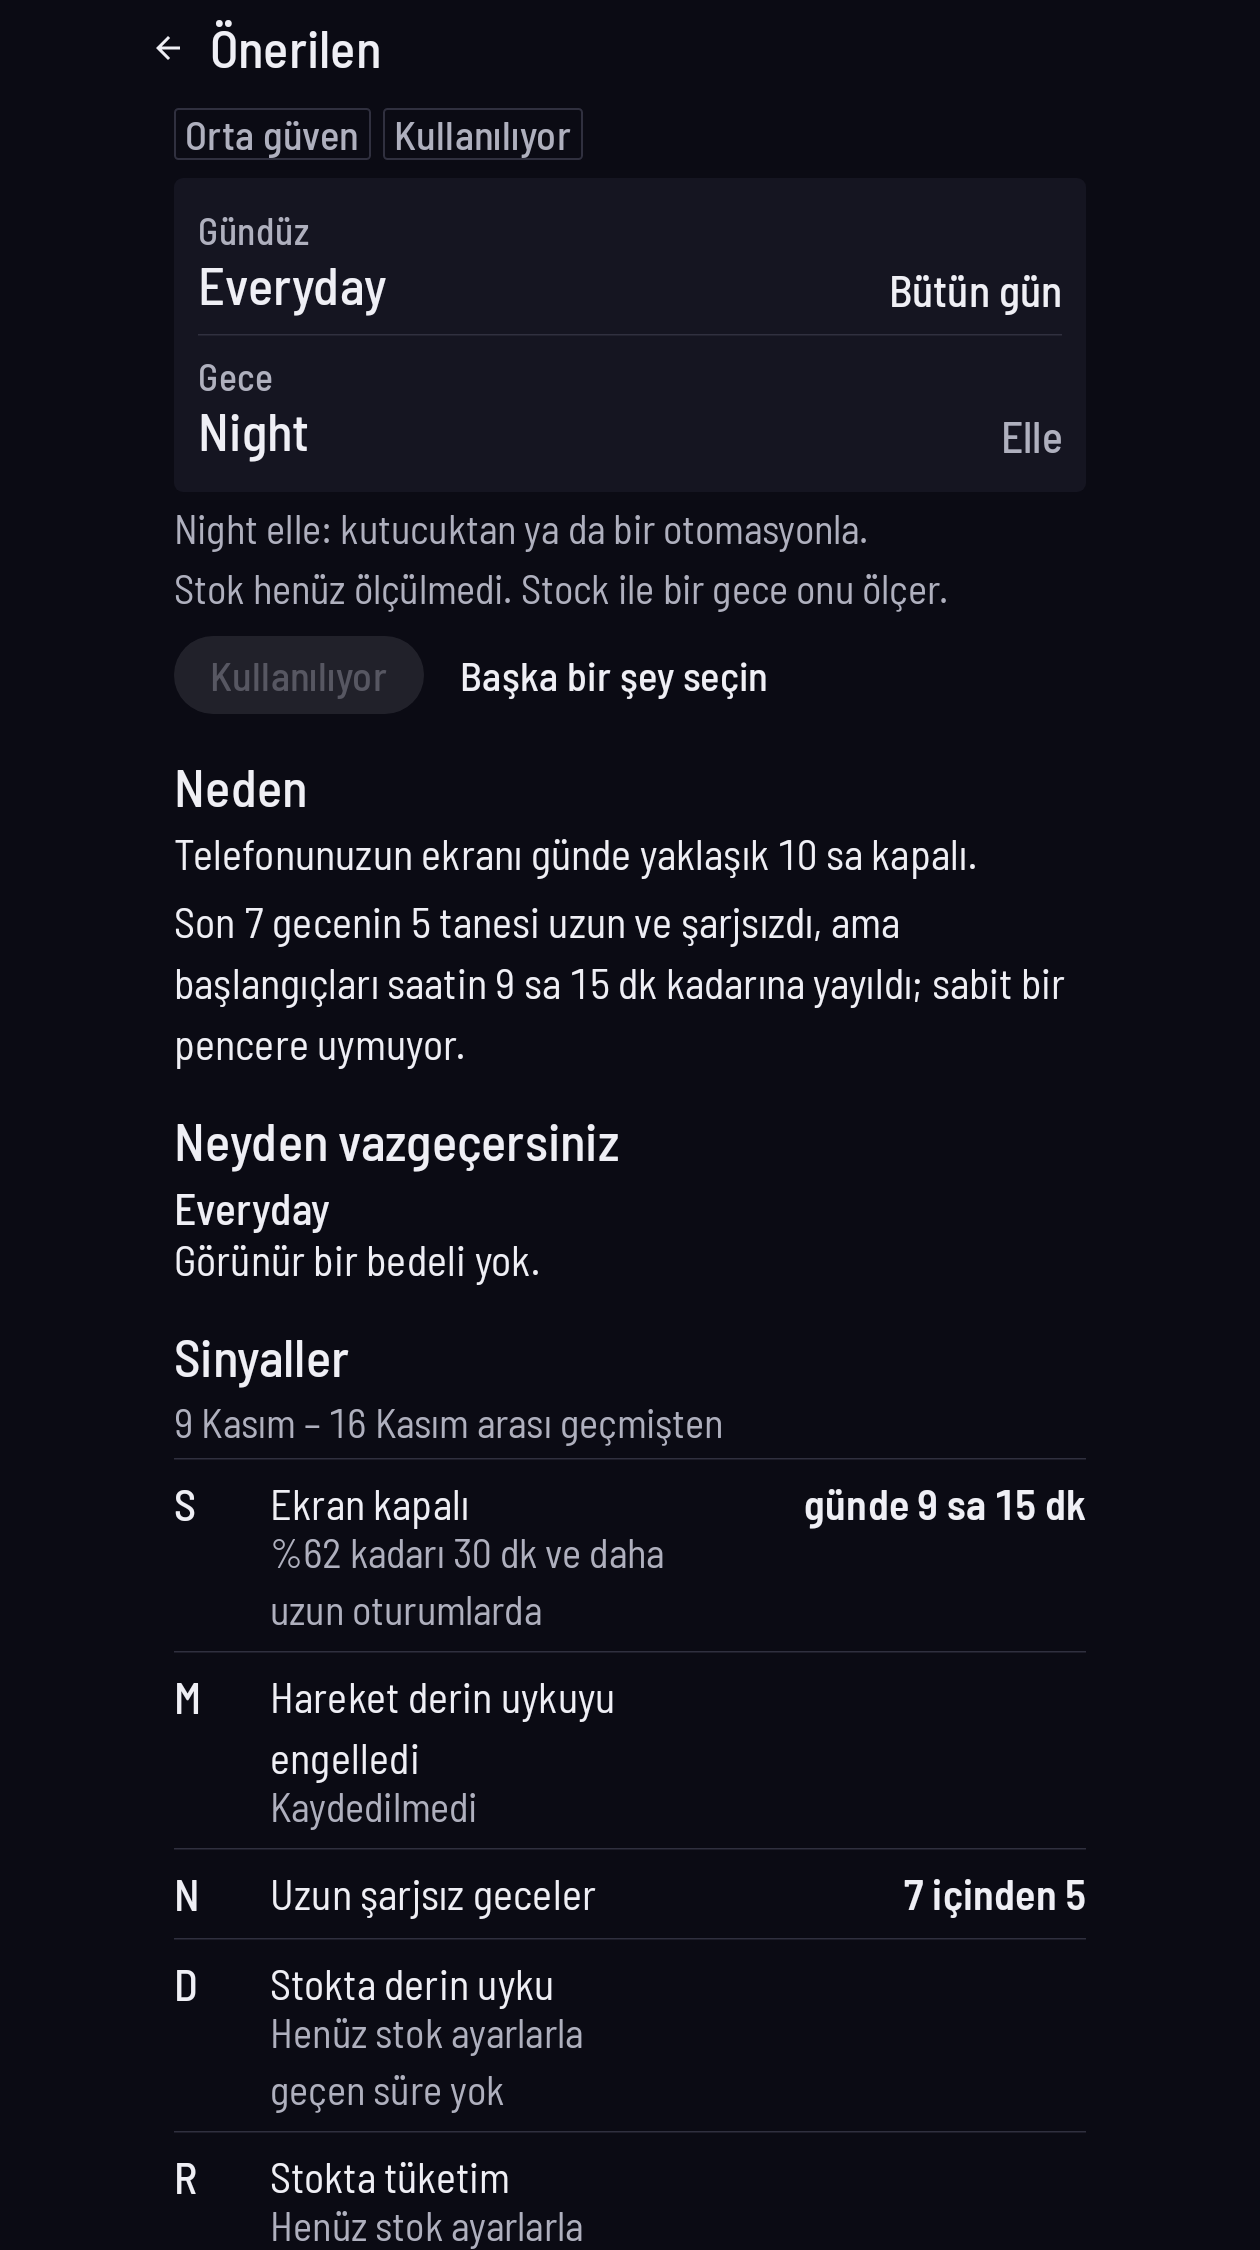 Önerilen
Orta güven
Kullanılıyor
Gündüz
Everyday
Bütün gün
Gece
Night
Elle
Night elle: kutucuktan ya da bir otomasyonla.
Stok henüz ölçülmedi. Stock ile bir gece onu ölçer.
Kullanılıyor
Başka bir şey seçin
Neden
Telefonunuzun ekranı günde yaklaşık 10 sa kapalı.
Son 7 gecenin 5 tanesi uzun ve şarjsızdı, ama
başlangıçları saatin 9 sa 15 dk kadarına yayıldı; sabit bir
pencere uymuyor.
Neyden vazgeçersiniz
Everyday
Görünür bir bedeli yok.
Sinyaller
9 Kasım – 16 Kasım arası geçmişten
S
Ekran kapalı
günde 9 sa 15 dk
%62 kadarı 30 dk ve daha
uzun oturumlarda
M
Hareket derin uykuyu
engelledi
Kaydedilmedi
N
Uzun şarjsız geceler
7 içinden 5
D
Stokta derin uyku
Henüz stok ayarlarla
geçen süre yok
R
Stokta tüketim
Henüz stok ayarlarla